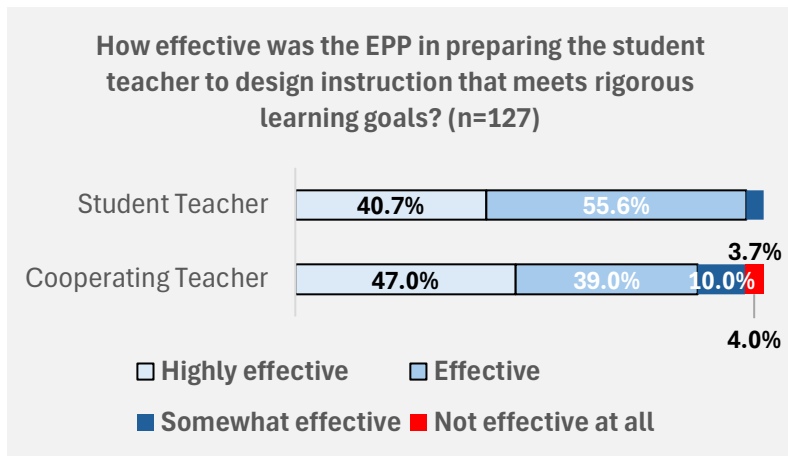 How effective was the EPP in preparing the student
teacher to design instruction that meets rigorous
learning goals? (n=127)
Student Teacher 40.7% 55.6%
3.7%
Cooperating Teacher 47.0% 39.0% 10.0%
4.0%
Highly effective Effective
Somewhat effective Not effective at all